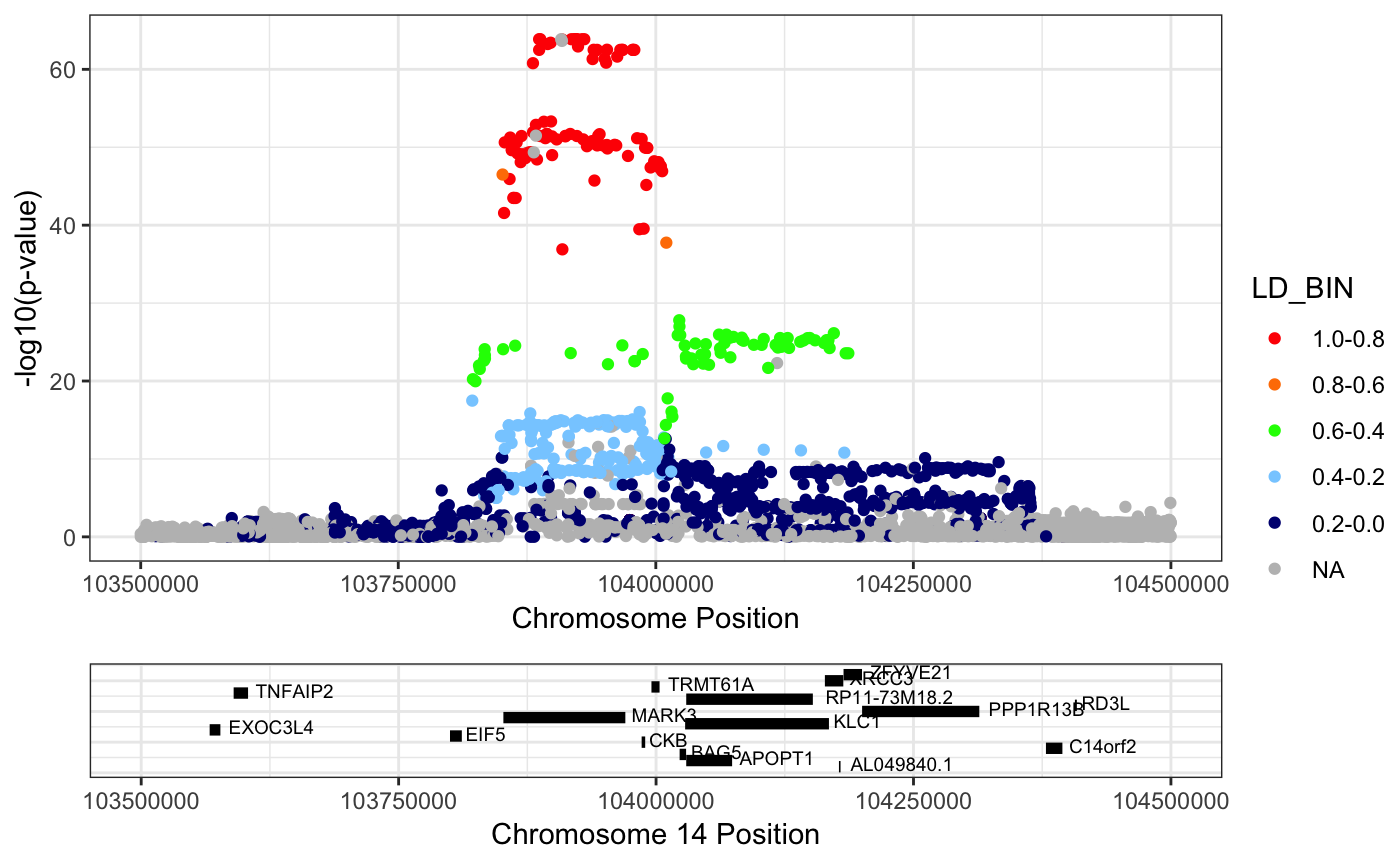 60
40
20
0
-log10(p-value)
103500000 103750000 104000000 104250000 104500000
Chromosome Position
LD_BIN
1.0-0.8
0.8-0.6
0.6-0.4
0.4-0.2
0.2-0.0
NA
ZFYVE21
XRCC3
TRMT61A
TNFAIP2
RP11-73M18.2
LRD3L
PPP1R13B
MARK3
KLC1
EXOC3L4
EIF5
CKB
C14orf2
BAG5
APOPT1
AL049840.1
103500000 103750000 104000000 104250000 104500000
Chromosome 14 Position